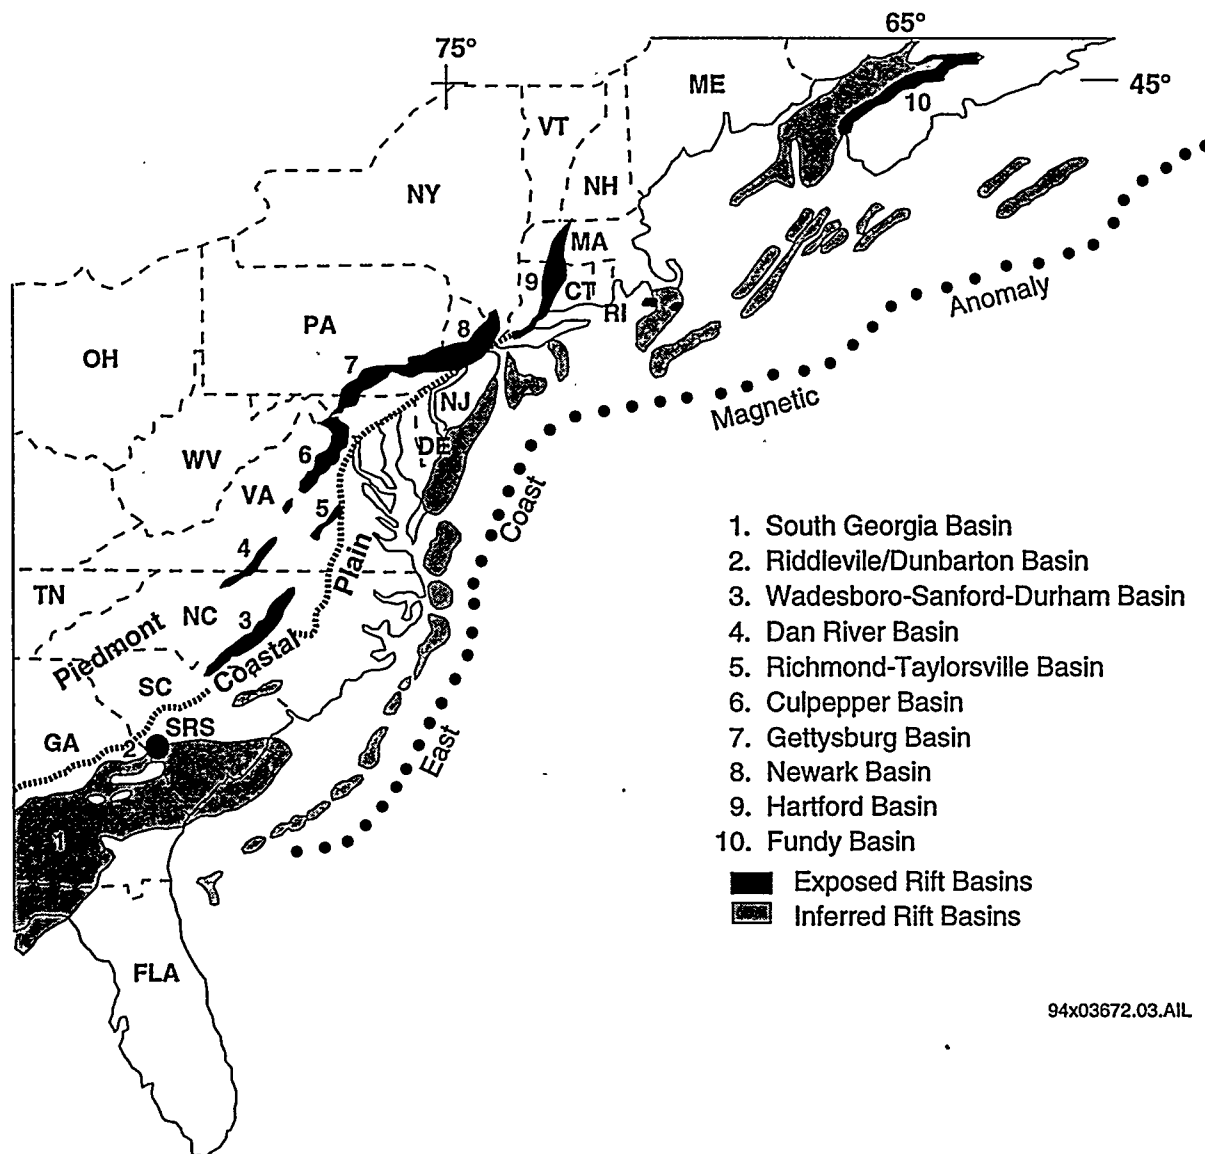 65°
75°
ME
45°
10
VT
NY
NH
MA
9
CT
RI
Anomaly
PA
8
OH
7
Magnetic
NJ
DE
WV
6
VA
5
Coast
4
Plain
TN
NC
3
Piedmont
Coastal
SC
SRS
GA
2
East
1
FLA
1. South Georgia Basin
2. Riddlevile/Dunbarton Basin
3. Wadesboro-Sanford-Durham Basin
4. Dan River Basin
5. Richmond-Taylorsville Basin
6. Culpepper Basin
7. Gettysburg Basin
8. Newark Basin
9. Hartford Basin
10. Fundy Basin
Exposed Rift Basins
Inferred Rift Basins
94x03672.03.AIL